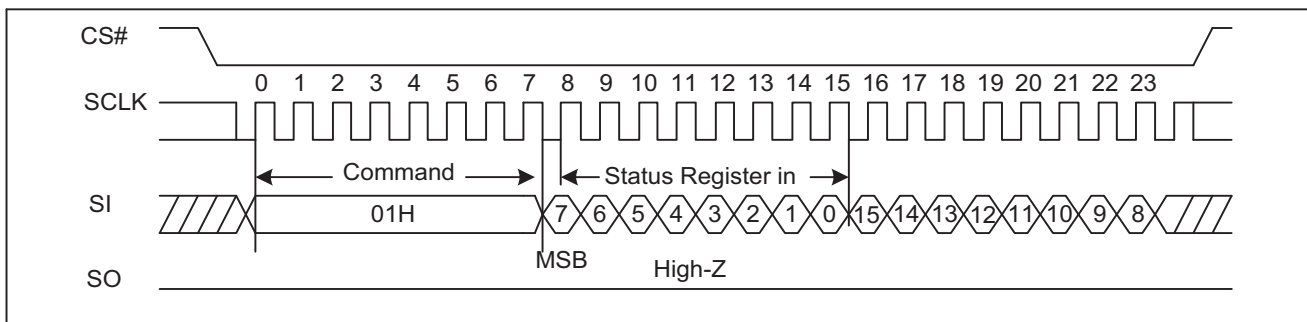 CS#
0 1 2 3 4 5 6 7 8 9 10 11 12 13 14 15 16 17 18 19 20 21 22 23
SCLK
Command
Status Register in
SI
01H
7 6 5 4 3 2 1 0 15 14 13 12 11 10 9 8
MSB
High-Z
SO